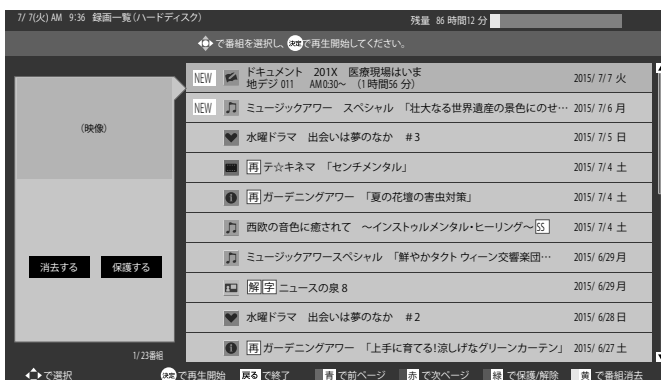 7/ 7(火) AM 9:36 録画一覧(ハードディスク) 残量 86 時間12 分
で番組を選択し、決定で再生開始してください。
NEW ドキュメント 201X 医療現場はいま
地デジ 011 AM0:30~ (1時間56 分) 2015/ 7/ 7 火
NEW ミュージックアワー スペシャル 「壮大なる世界遺産の景色にのせ… 2015/ 7/ 6 月
(映像)
水曜ドラマ 出会いは夢のなか #3 2015/ 7/ 5 日
再 テ☆キネマ 「センチメンタル」 2015/ 7/ 4 土
再 ガーデニングアワー 「夏の花壇の害虫対策」 2015/ 7/ 4 土
西欧の音色に癒されて ~インストゥルメンタル・ヒーリング~ SS 2015/ 7/ 4 土
消去する 保護する
ミュージックアワースペシャル 「鮮やかタクト ウィーン交響楽団… 2015/ 6/29 月
解 字 ニュースの泉 8 2015/ 6/29 月
水曜ドラマ 出会いは夢のなか #2 2015/ 6/28 日
1/ 23番組
再 ガーデニングアワー 「上手に育てる!涼しげなグリーンカーテン」 2015/ 6/27 土
で選択 決定 で再生開始 戻る で終了 青 で前ページ 赤 で次ページ 緑 で保護/解除 黄 で番組消去